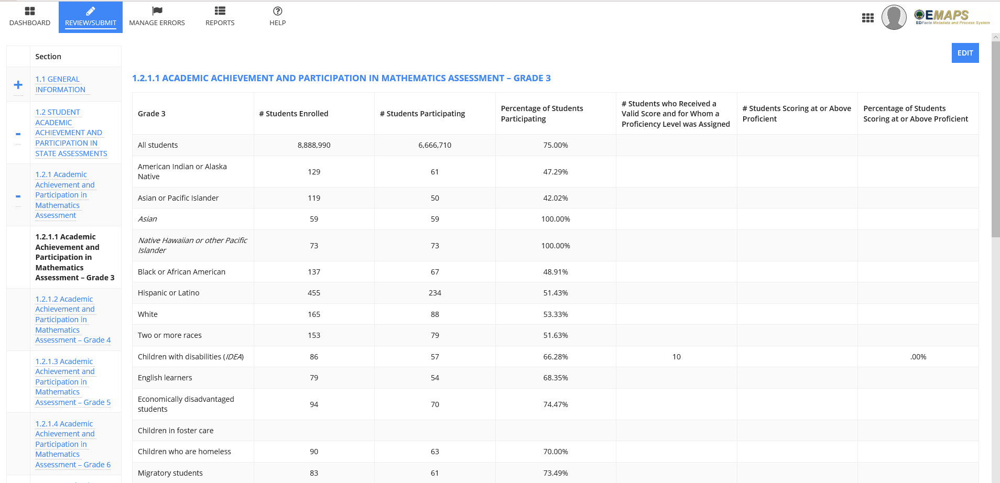 DASHBOARD
REVIEW/SUBMIT
MANAGE ERRORS
REPORTS
HELP
EMAPS
EDFacts Metadata and Process System
Section
+
1.1 GENERAL
INFORMATION
-
1.2 STUDENT
ACADEMIC
ACHIEVEMENT AND
PARTICIPATION IN
STATE ASSESSMENTS
-
1.2.1 Academic
Achievement and
Participation in
Mathematics
Assessment
1.2.1.1 Academic
Achievement and
Participation in
Mathematics
Assessment – Grade 3
1.2.1.2 Academic
Achievement and
Participation in
Mathematics
Assessment – Grade 4
1.2.1.3 Academic
Achievement and
Participation in
Mathematics
Assessment – Grade 5
1.2.1.4 Academic
Achievement and
Participation in
Mathematics
Assessment – Grade 6
EDIT
1.2.1.1 ACADEMIC ACHIEVEMENT AND PARTICIPATION IN MATHEMATICS ASSESSMENT – GRADE 3
Grade 3
# Students Enrolled
# Students Participating
Percentage of Students
Participating
# Students who Received a
Valid Score and for Whom a
Proficiency Level was Assigned
# Students Scoring at or Above
Proficient
Percentage of Students
Scoring at or Above Proficient
All students 8,888,990 6,666,710 75.00%
American Indian or Alaska
Native 129 61 47.29%
Asian or Pacific Islander 119 50 42.02%
Asian 59 59 100.00%
Native Hawaiian or other Pacific
Islander 73 73 100.00%
Black or African American 137 67 48.91%
Hispanic or Latino 455 234 51.43%
White 165 88 53.33%
Two or more races 153 79 51.63%
Children with disabilities (IDEA) 86 57 66.28% 10 .00%
English learners 79 54 68.35%
Economically disadvantaged
students 94 70 74.47%
Children in foster care
Children who are homeless 90 63 70.00%
Migratory students 83 61 73.49%